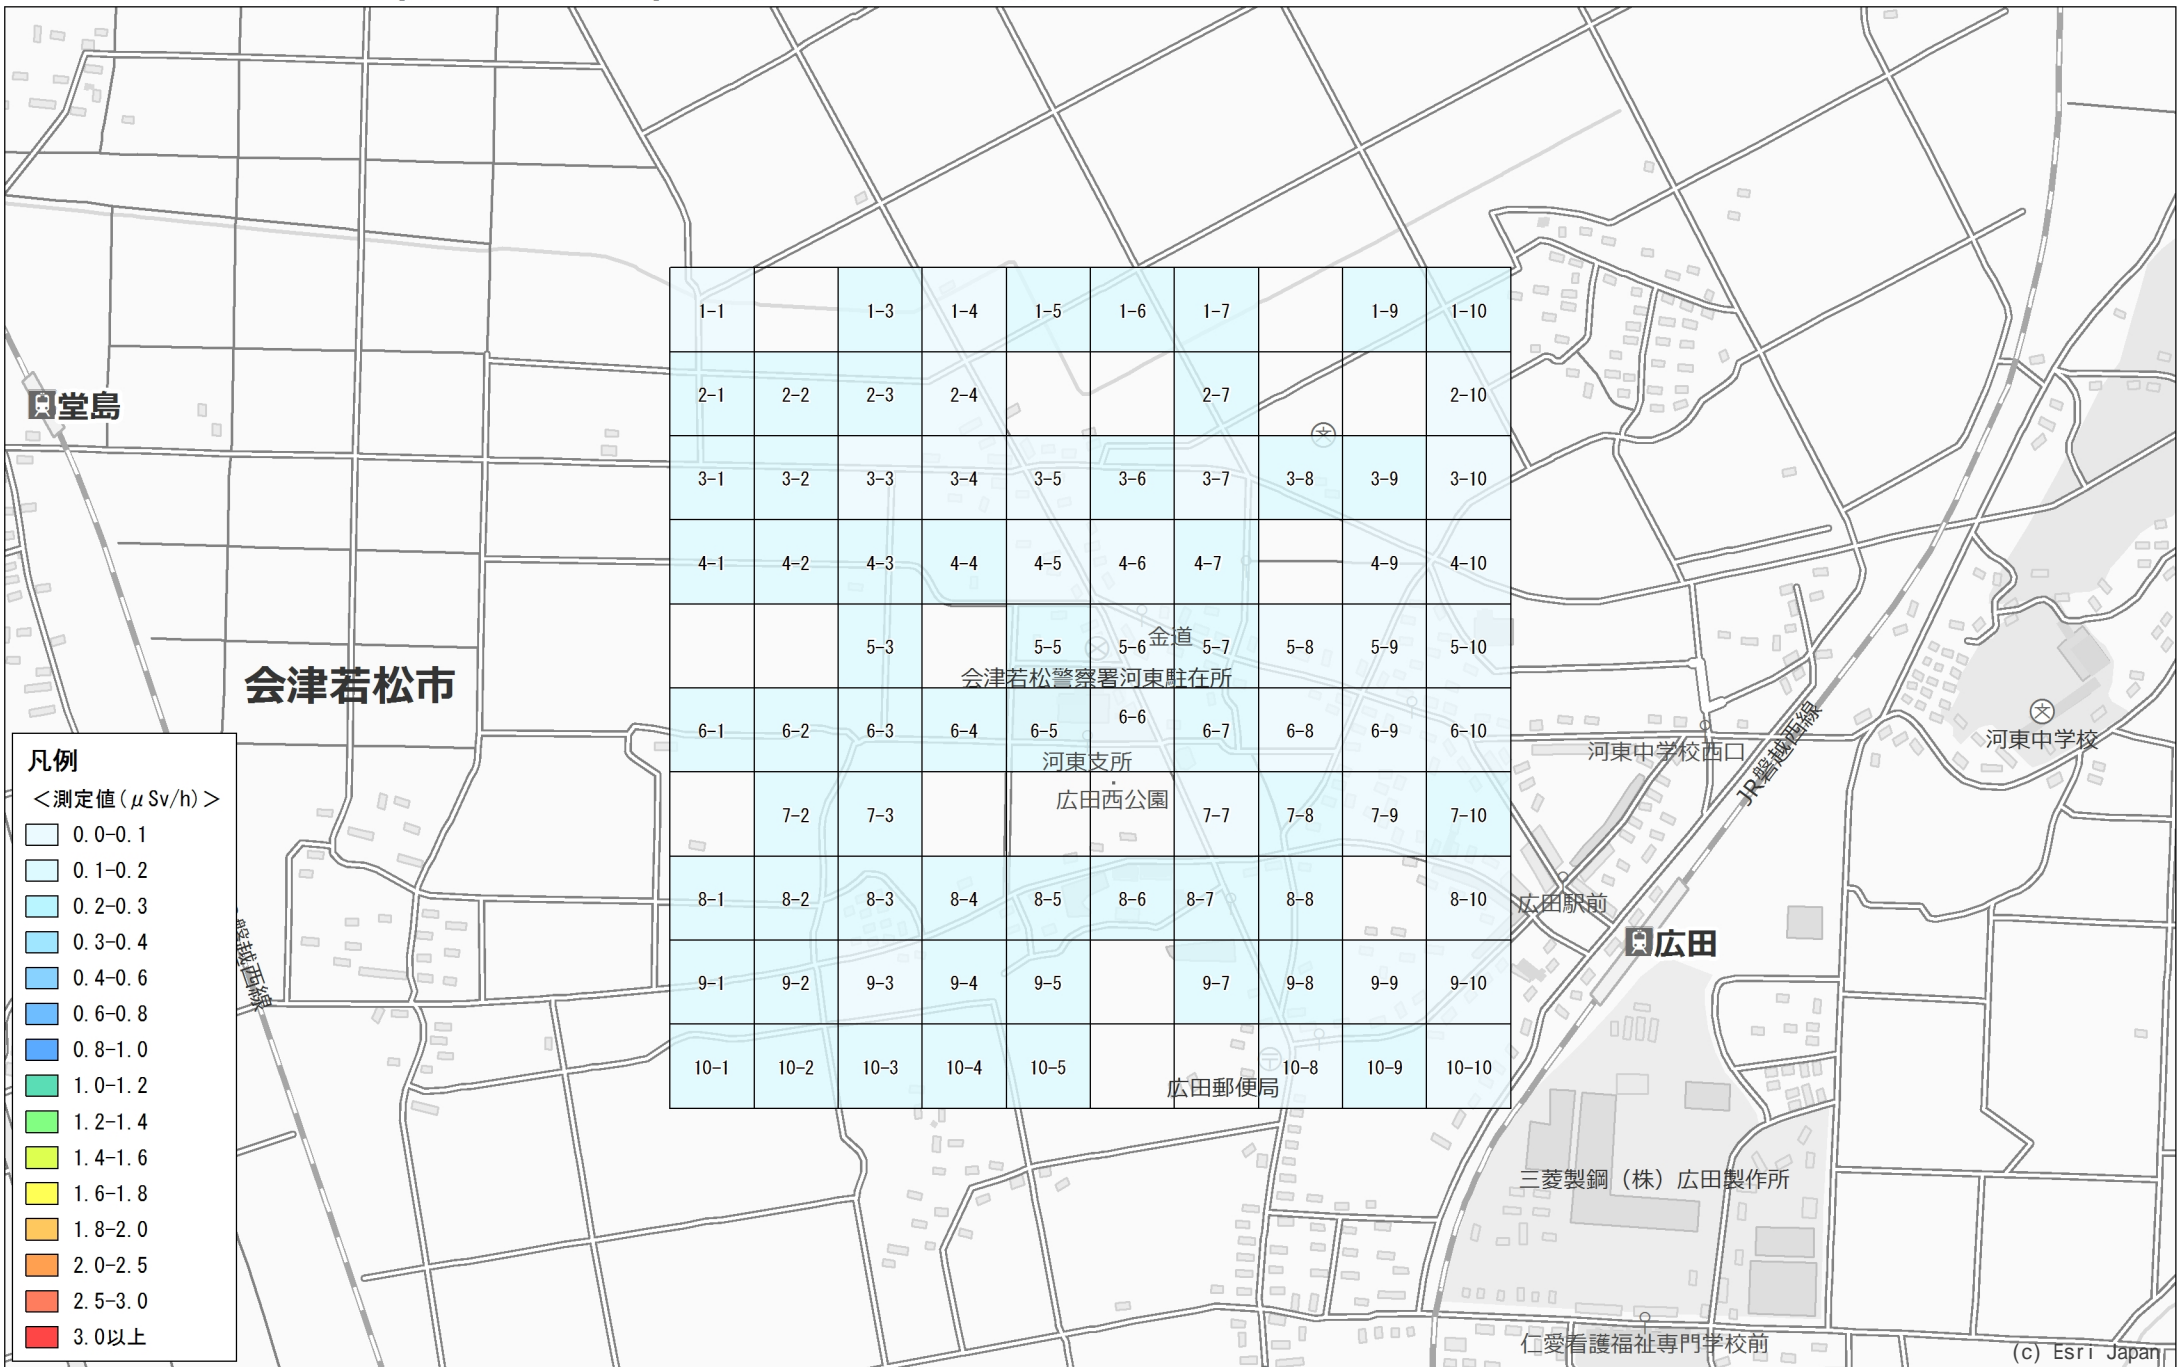 1-1 1-3 1-4 1-5 1-6 1-7 1-9 1-10
堂島
2-1 2-2 2-3 2-4 2-7 2-10
3-1 3-2 3-3 3-4 3-5 3-6 3-7 3-8 3-9 3-10
4-1 4-2 4-3 4-4 4-5 4-6 4-7 4-9 4-10
金道
5-3 5-5 5-6 5-7 5-8 5-9 5-10
会津若松市
会津若松警察署河東駐在所
6-1 6-2 6-3 6-4 6-5 6-6 6-7 6-8 6-9 6-10
河東支所
河東中学校西口
JR磐越西線
河東中学校
広田西公園
7-2 7-3 7-7 7-8 7-9 7-10
8-1 8-2 8-3 8-4 8-5 8-6 8-7 8-8 8-10
広田駅前
広田
磐越西線
9-1 9-2 9-3 9-4 9-5 9-7 9-8 9-9 9-10
10-1 10-2 10-3 10-4 10-5 10-8 10-9 10-10
広田郵便局
三菱製鋼（株）広田製作所
仁愛看護福祉専門学校前
凡例
＜測定値(μSv/h)＞
0.0-0.1
0.1-0.2
0.2-0.3
0.3-0.4
0.4-0.6
0.6-0.8
0.8-1.0
1.0-1.2
1.2-1.4
1.4-1.6
1.6-1.8
1.8-2.0
2.0-2.5
2.5-3.0
3.0以上
(c) Esri Japan